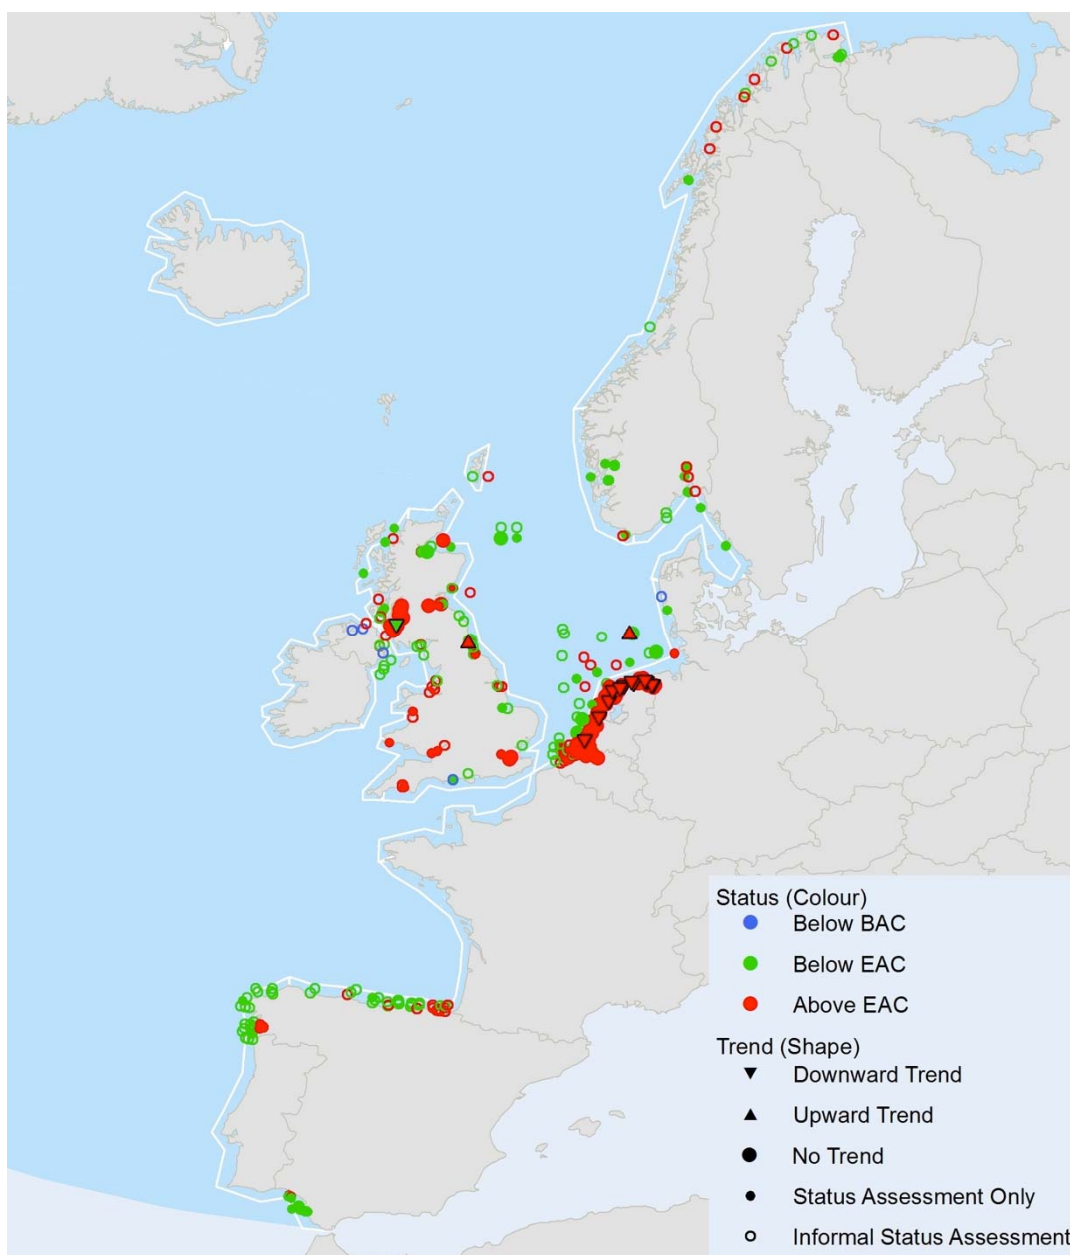 Status (Colour)
Below BAC
Below EAC
Above EAC
Trend (Shape)
Downward Trend
Upward Trend
No Trend
Status Assessment Only
Informal Status Assessment